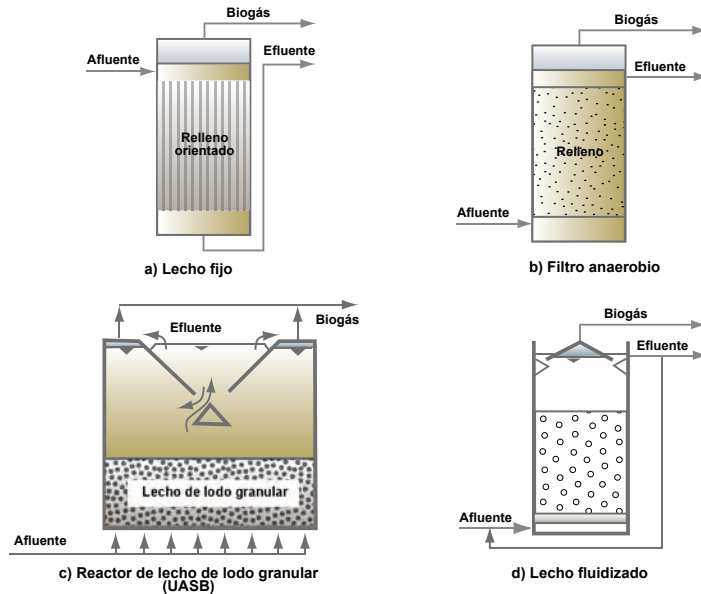 Biogás
Efluente
Afluente
Relleno
orientado
a) Lecho fijo
Biogás
Efluente
Relleno
Afluente
b) Filtro anaerobio
Efluente
Biogás
Lecho de lodo granular
Afluente
c) Reactor de lecho de lodo granular
(UASB)
Biogás
Efluente
Afluente
d) Lecho fluidizado